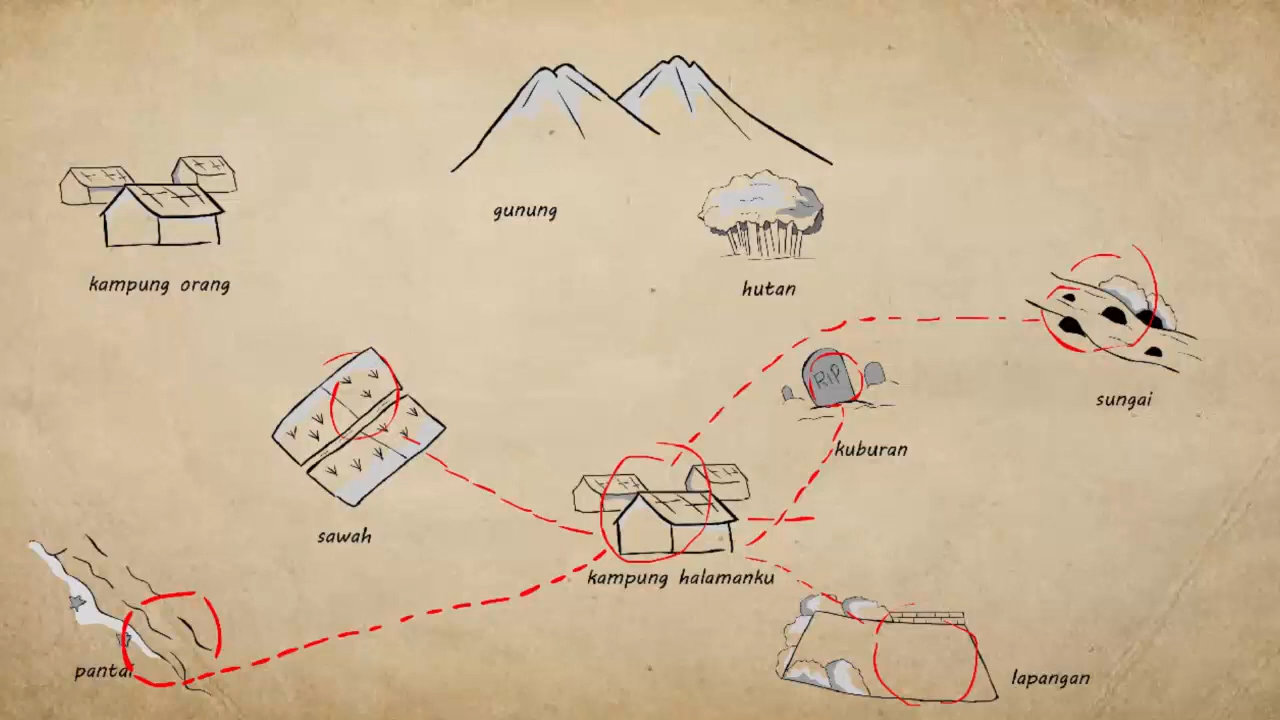 gunung
kampung orang
hutan
sungai
RIP
kuburan
sawah
kampung halamanku
pantai
lapangan